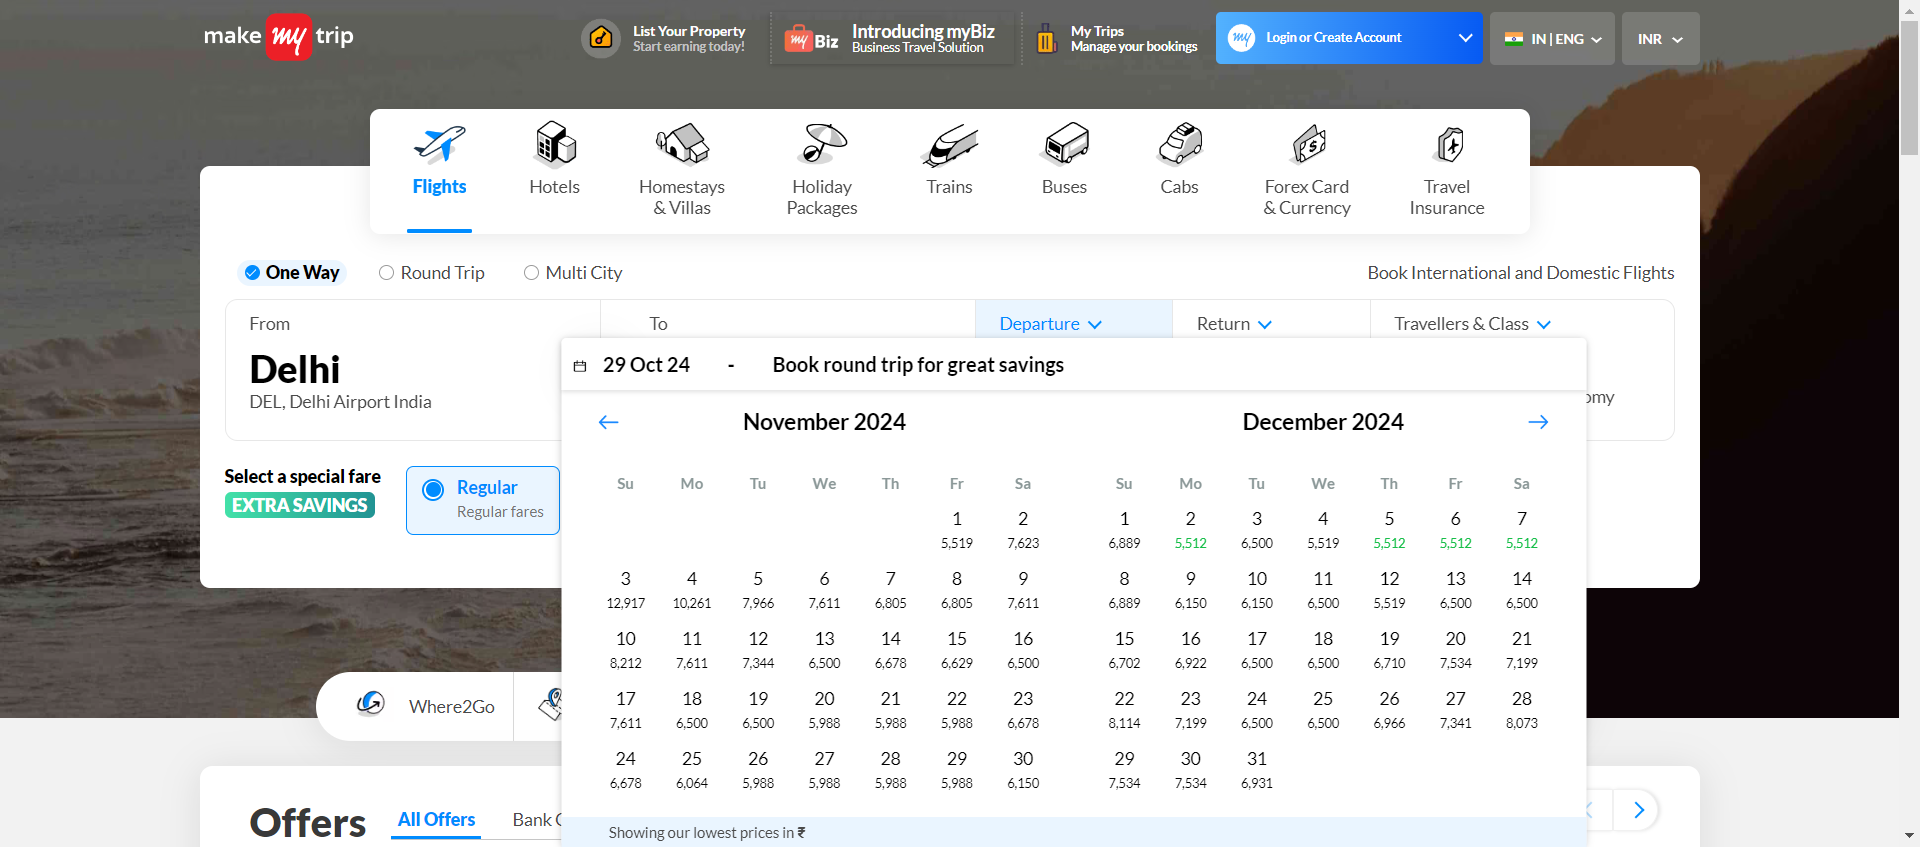 make my trip
List Your Property
Start earning today!
my Biz
Introducing myBiz
Business Travel Solution
My Trips
Manage your bookings
my
Login or Create Account
IN | ENG
INR
Flights
Hotels
Homestays
& Villas
Holiday
Packages
Trains
Buses
Cabs
Forex Card
& Currency
Travel
Insurance
One Way
Round Trip
Multi City
Book International and Domestic Flights
From
To
Departure
Return
Travellers & Class
Delhi
DEL, Delhi Airport India
29 Oct 24 - Book round trip for great savings
November 2024
December 2024
Su Mo Tu We Th Fr Sa Su Mo Tu We Th Fr Sa
1 2 1 2 3 4 5 6 7
5,519 7,623 6,889 5,512 6,500 5,519 5,512 5,512 5,512
3 4 5 6 7 8 9 8 9 10 11 12 13 14
12,917 10,261 7,966 7,611 6,805 6,805 7,611 6,889 6,150 6,150 6,500 5,519 6,500 6,500
10 11 12 13 14 15 16 15 16 17 18 19 20 21
8,212 7,611 7,344 6,500 6,678 6,629 6,500 6,702 6,922 6,500 6,500 6,710 7,534 7,199
17 18 19 20 21 22 23 22 23 24 25 26 27 28
7,611 6,500 6,500 5,988 5,988 5,988 6,678 8,114 7,199 6,500 6,500 6,966 7,341 8,073
24 25 26 27 28 29 30 29 30 31
6,678 6,064 5,988 5,988 5,988 5,988 6,150 7,534 7,534 6,931
Showing our lowest prices in ₹
Select a special fare
EXTRA SAVINGS
Regular
Regular fares
Where2Go
Offers
All Offers
Bank